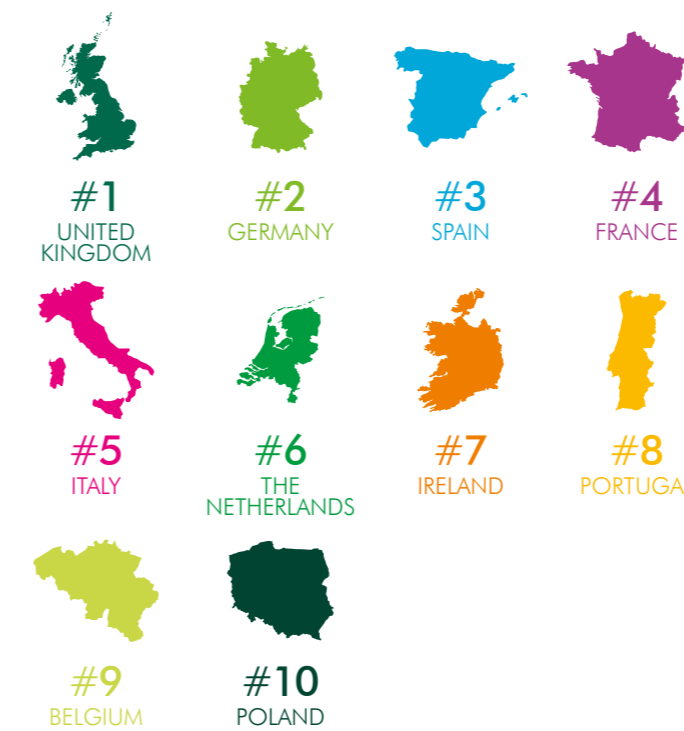 #1 #2 #3 #4
UNITED KINGDOM GERMANY SPAIN FRANCE
#5 #6 #7 #8
ITALY THE NETHERLANDS IRELAND PORTUGA
#9 #10
BELGIUM POLAND